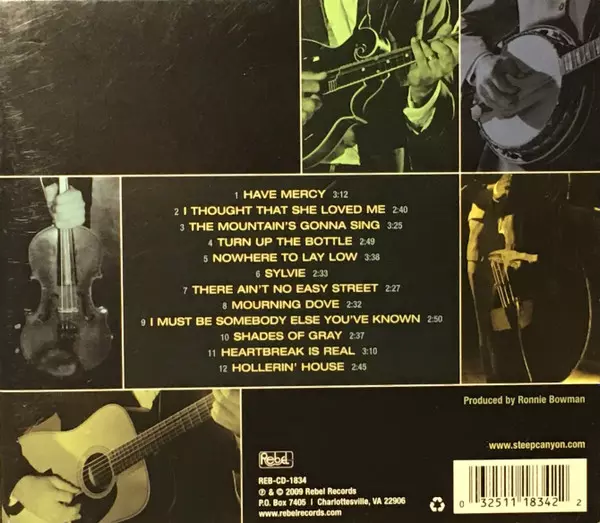 1 HAVE MERCY 3:12
2 I THOUGHT THAT SHE LOVED ME 2:40
3 THE MOUNTAIN'S GONNA SING 3:25
4 TURN UP THE BOTTLE 2:49
5 NOWHERE TO LAY LOW 3:38
6 SYLVIE 2:33
7 THERE AIN'T NO EASY STREET 2:27
8 MOURNING DOVE 2:32
9 I MUST BE SOMEBODY ELSE YOU'VE KNOWN 2:50
10 SHADES OF GRAY 2:37
11 HEARTBREAK IS REAL 3:10
12 HOLLERIN' HOUSE 2:45
Produced by Ronnie Bowman
www.steepcanyon.com
Rebel
REB-CD-1834
℗ & © 2009 Rebel Records
P.O. Box 7405 | Charlottesville, VA 22906
www.rebelrecords.com
0 32511 18342 2